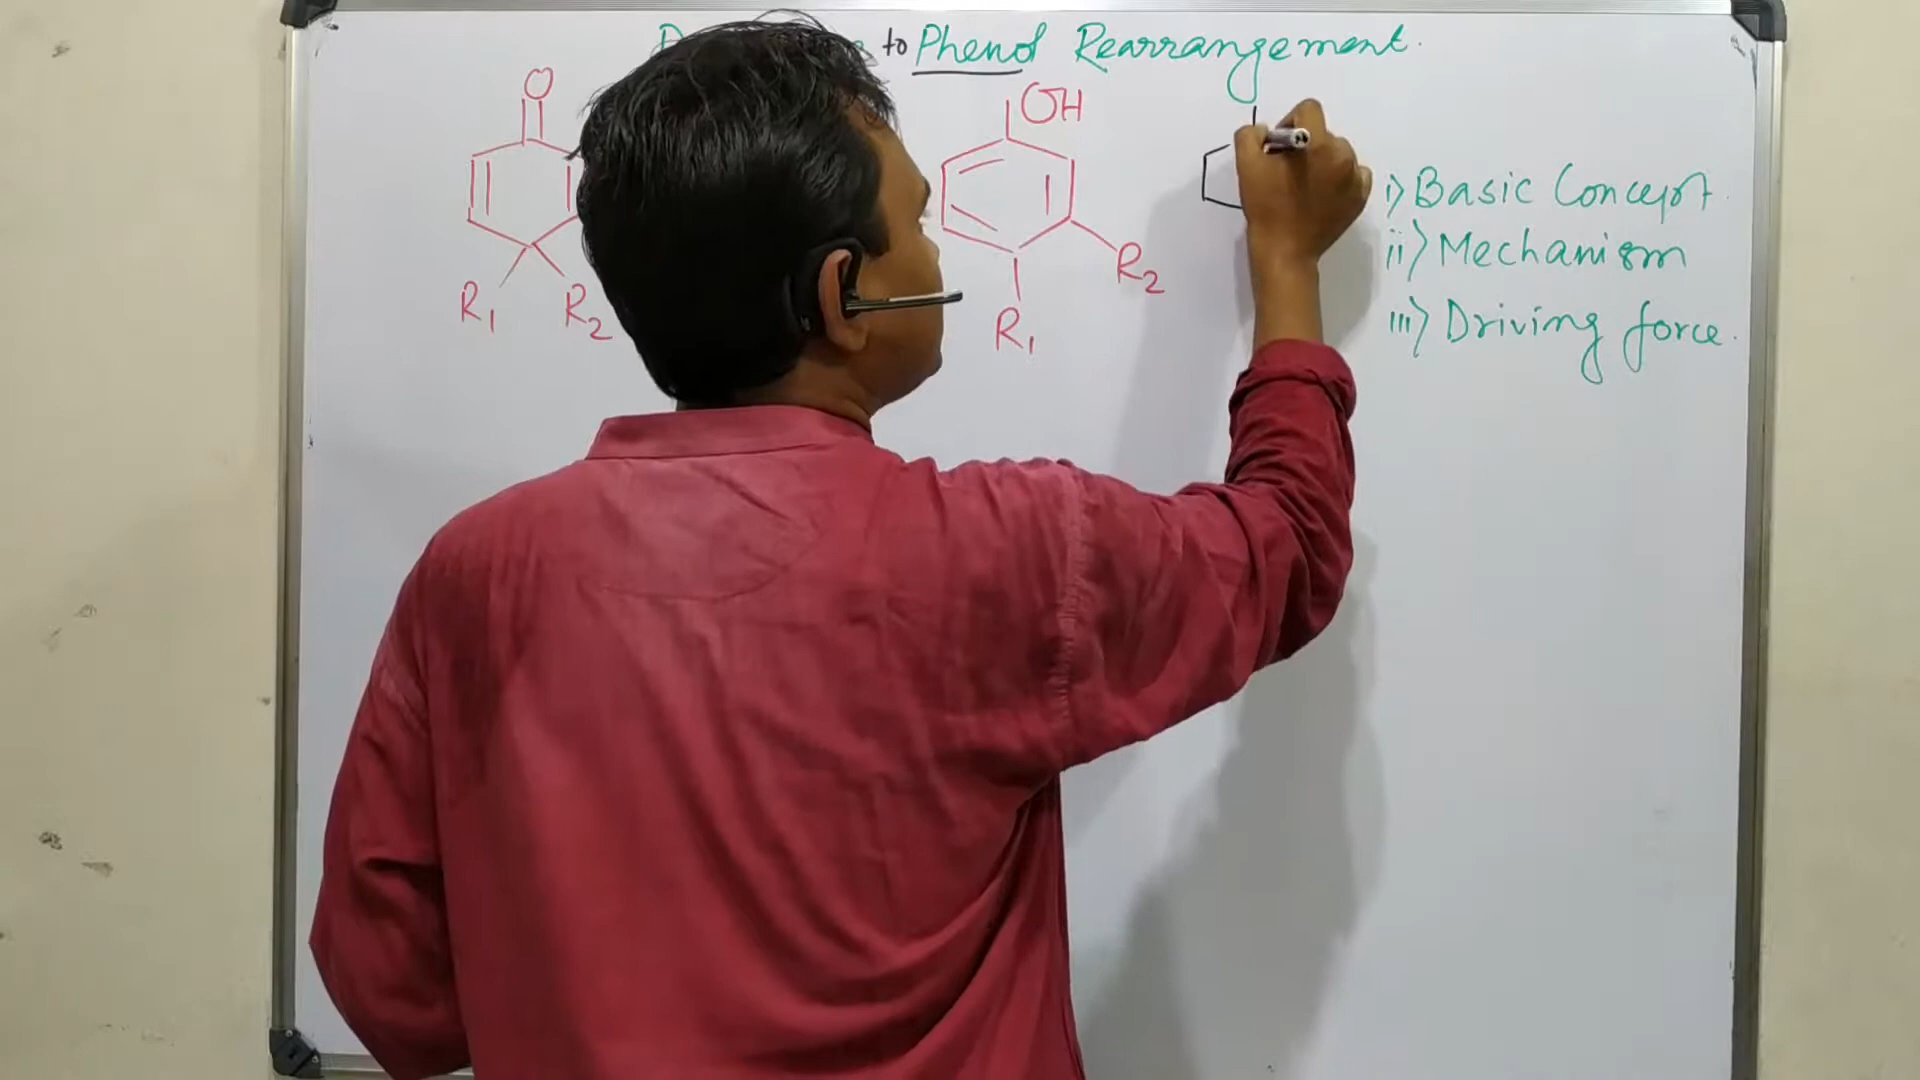 to Phenol Rearrangement.
O
OH
i) Basic Concept.
ii) Mechanism
R2
R1
R2
R1
iii) Driving force.